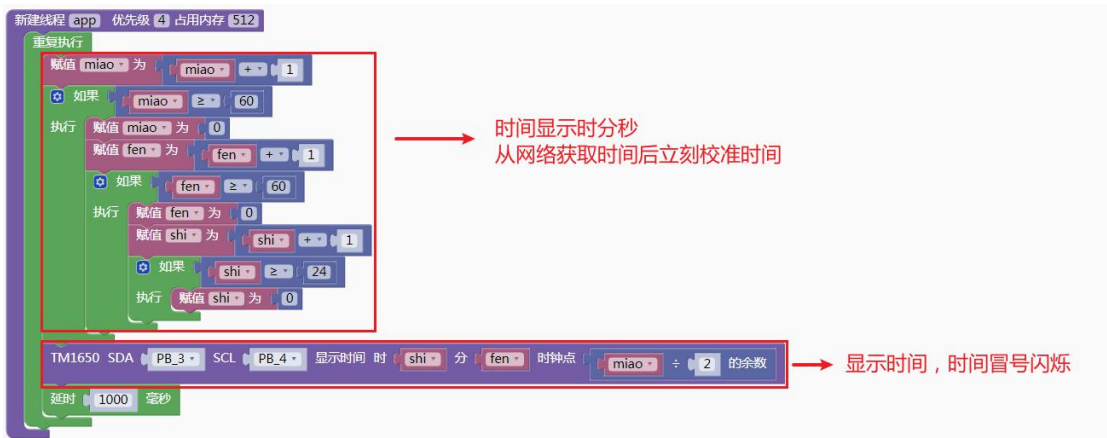 新建线程 app 优先级 4 占用内存 512
重复执行
赋值 miao 为 miao + 1
如果 miao ≥ 60
执行 赋值 miao 为 0
赋值 fen 为 fen + 1
如果 fen ≥ 60
执行 赋值 fen 为 0
赋值 shi 为 shi + 1
如果 shi ≥ 24
执行 赋值 shi 为 0
时间显示时分秒
从网络获取时间后立刻校准时间
TM1650 SDA PB_3 SCL PB_4 显示时间 时 shi 分 fen 时钟点 miao ÷ 2 的余数
显示时间，时间冒号闪烁
延时 1000 毫秒